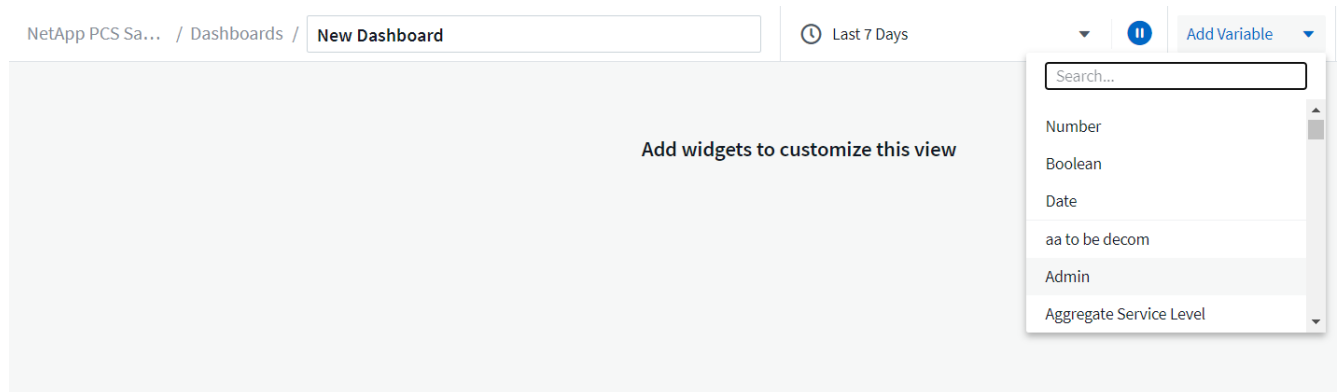 NetApp PCS Sa... / Dashboards / New Dashboard Last 7 Days Add Variable
Search...
Number
Boolean
Date
aa to be decom
Admin
Aggregate Service Level
Add widgets to customize this view